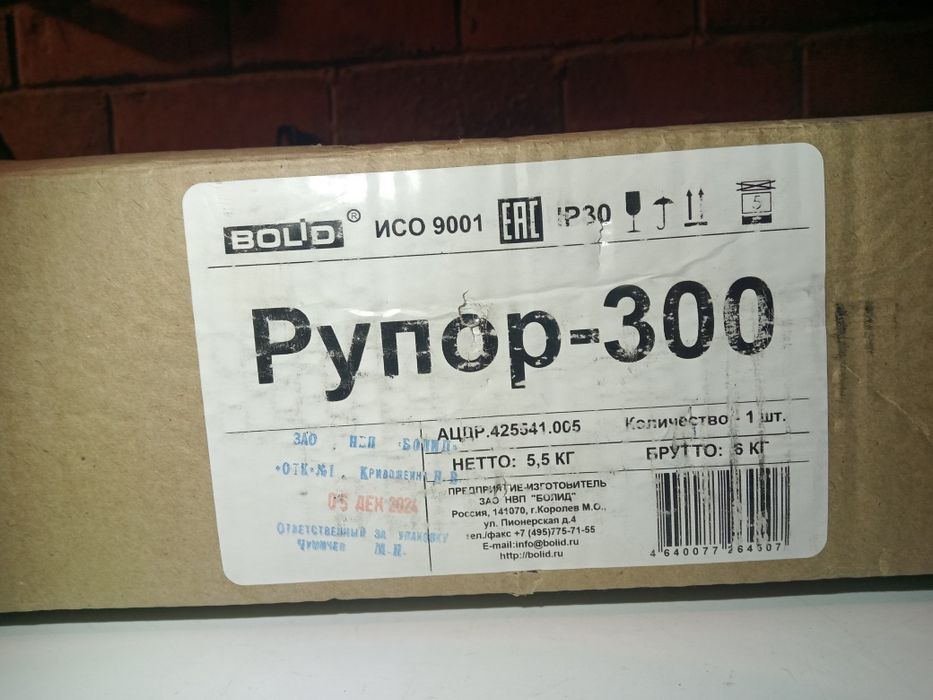 BOLID ® ИСО 9001 EAC IP30
5
Рупор-300
АЦДР.425541.005 Количество - 1 шт.
НЕТТО: 5,5 КГ БРУТТО: 6 КГ
ЗАО НВП "БОЛИД"
"ОТК №1
05 ДЕК 2024
Ответственный за упаковку
ПРЕДПРИЯТИЕ-ИЗГОТОВИТЕЛЬ
ЗАО НВП "БОЛИД"
Россия, 141070, г.Королев М.О.,
ул. Пионерская д.4
тел./факс +7 (495)775-71-55
E-mail:info@bolid.ru
http://bolid.ru
4 640077 264307